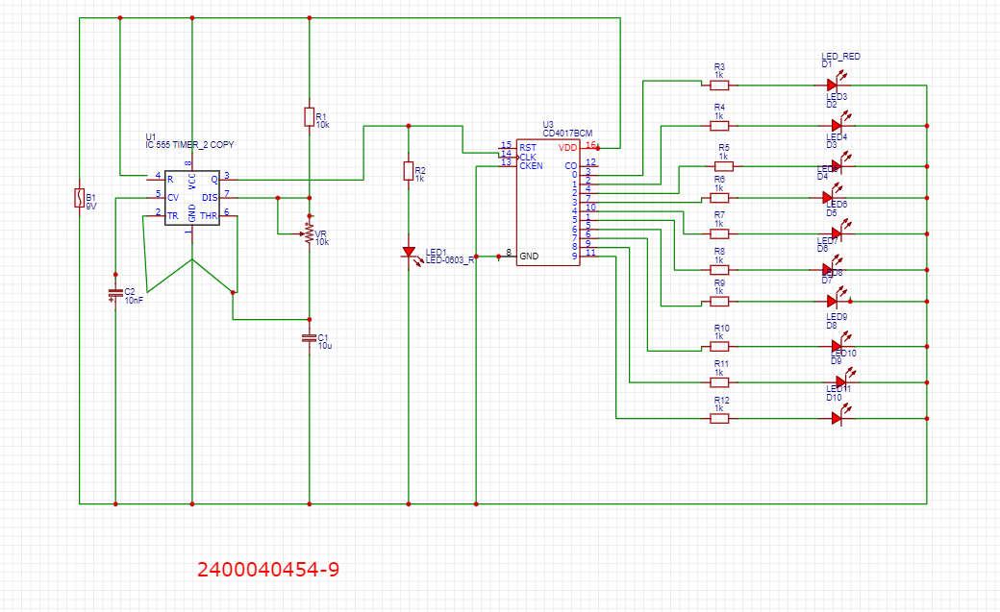 U1
IC 555 TIMER_2 COPY
4 R
5 CV
2 TR
VCC 8
GND 1
Q 3
DIS 7
THR 6
B1
9V
C2
10nF
R1
10k
VR
10k
C1
10u
R2
1k
LED1
LED-0603_R
U3
CD4017BCM
15 RST
14 CLK
13 CKEN
8 GND
VDD 16
CO 12
0 3
1 2
2 4
3 7
4 10
5 1
6 5
7 6
8 9
9 11
R3
1k
R4
1k
R5
1k
R6
1k
R7
1k
R8
1k
R9
1k
R10
1k
R11
1k
R12
1k
LED_RED
D1
LED3
D2
LED4
D3
D4
LED6
D5
LED7
D6
D7
LED9
D8
LED10
D9
LED11
D10
2400040454-9